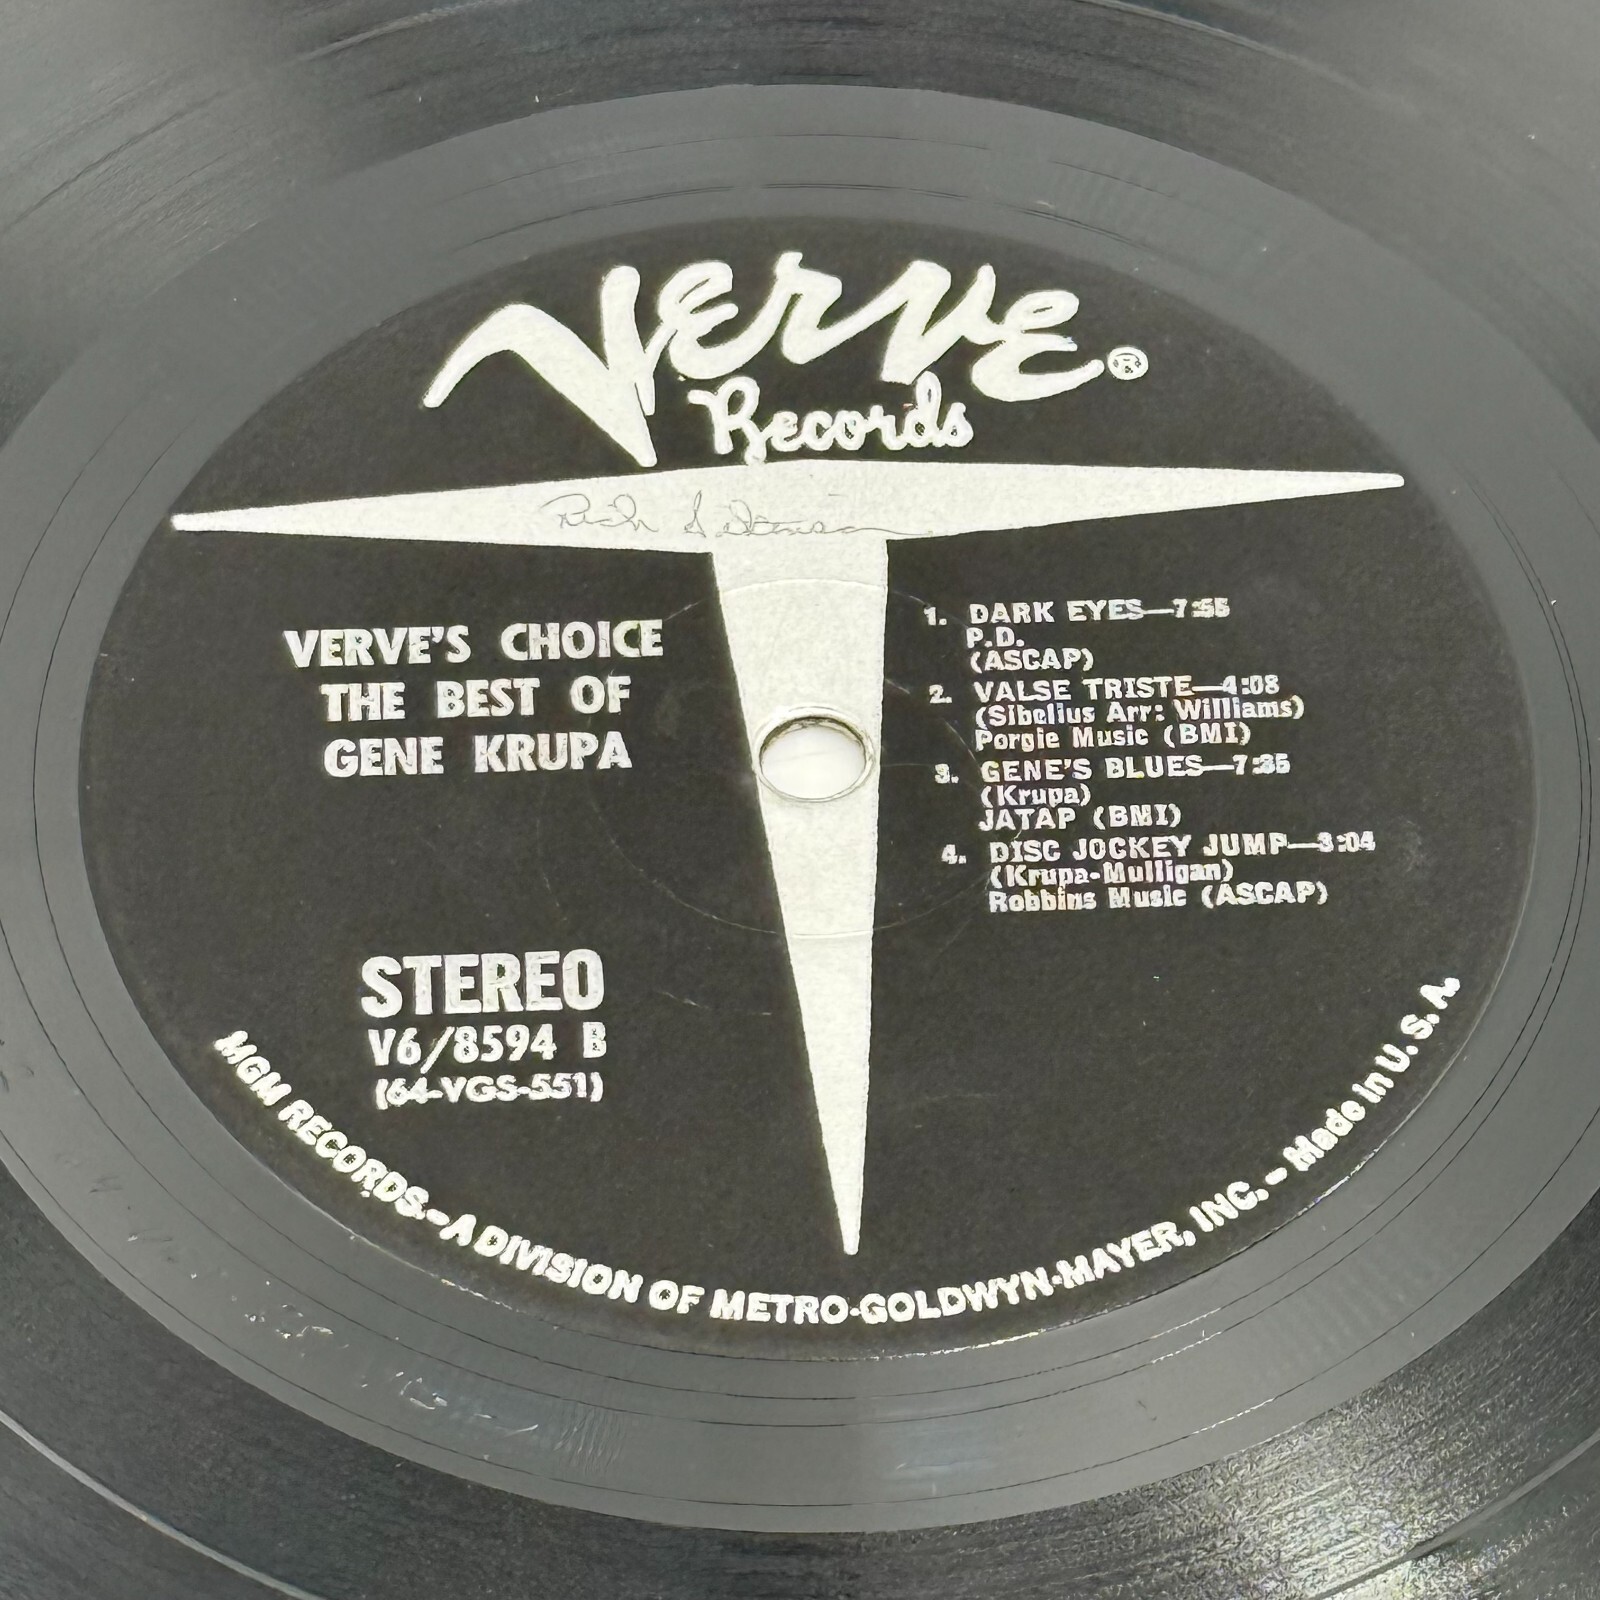 Verve®
Records
Rich
VERVE'S CHOICE
THE BEST OF
GENE KRUPA
1. DARK EYES—7:55
P.D.
(ASCAP)
2. VALSE TRISTE—4:08
(Sibelius Arr: Williams)
Porgie Music (BMI)
3. GENE'S BLUES—7:35
(Krupa)
JATAP (BMI)
4. DISC JOCKEY JUMP—3:04
(Krupa-Mulligan)
Robbins Music (ASCAP)
STEREO
V6/8594 B
(64-VGS-551)
MGM RECORDS—A DIVISION OF METRO-GOLDWYN-MAYER, INC. – Made in U.S.A.